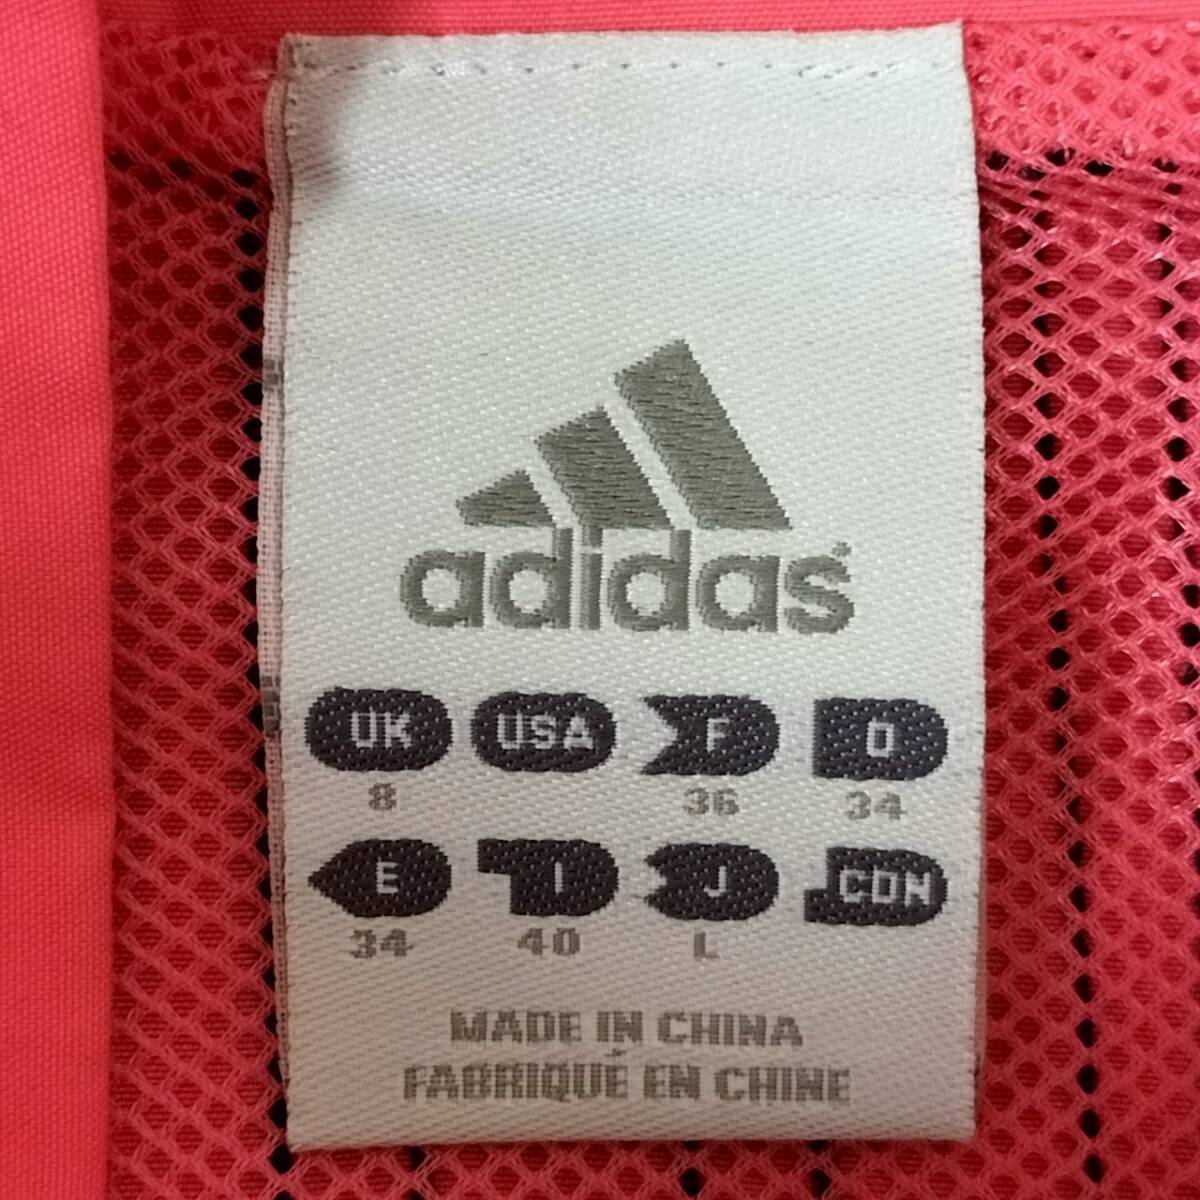 adidas
UK USA F D
8 36 34
E I J CDN
34 40 L
MADE IN CHINA
FABRIQUÉ EN CHINE